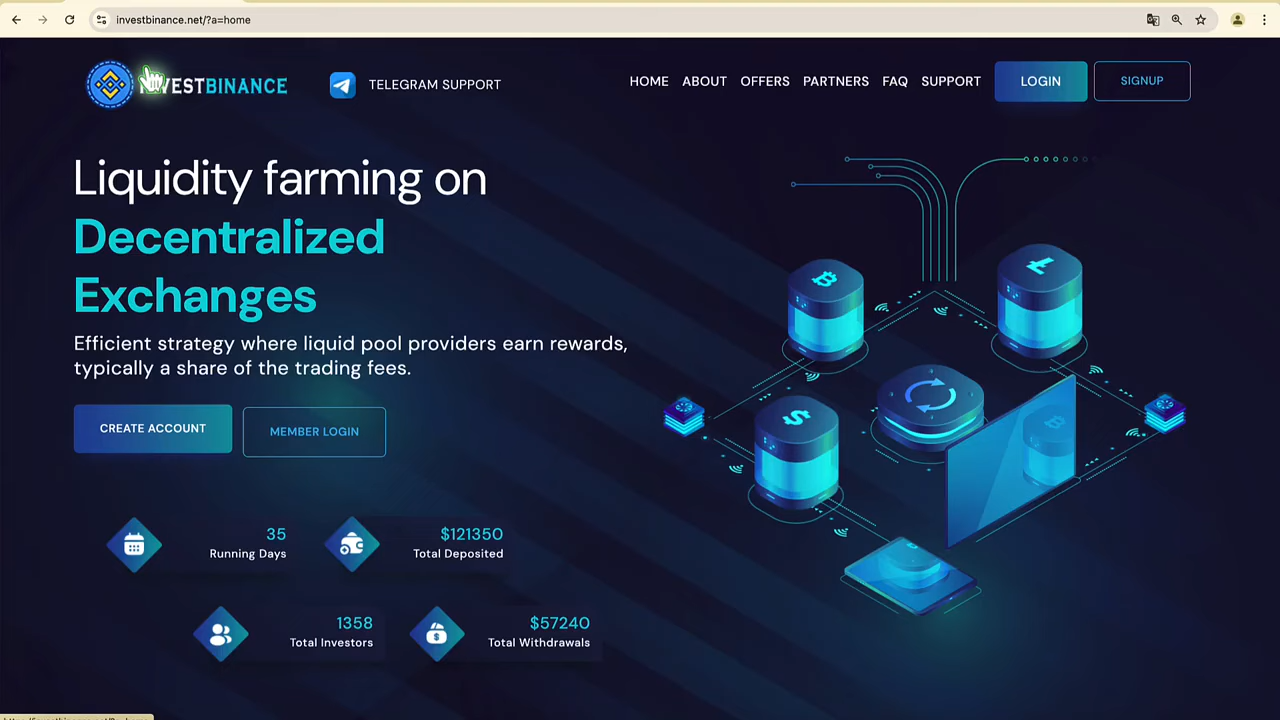 investbinance.net/?a=home
VESTBINANCE
TELEGRAM SUPPORT
HOME
ABOUT
OFFERS
PARTNERS
FAQ
SUPPORT
LOGIN
SIGNUP
Liquidity farming on
Decentralized
Exchanges
Efficient strategy where liquid pool providers earn rewards,
typically a share of the trading fees.
CREATE ACCOUNT
MEMBER LOGIN
35
Running Days
$121350
Total Deposited
1358
Total Investors
$57240
Total Withdrawals